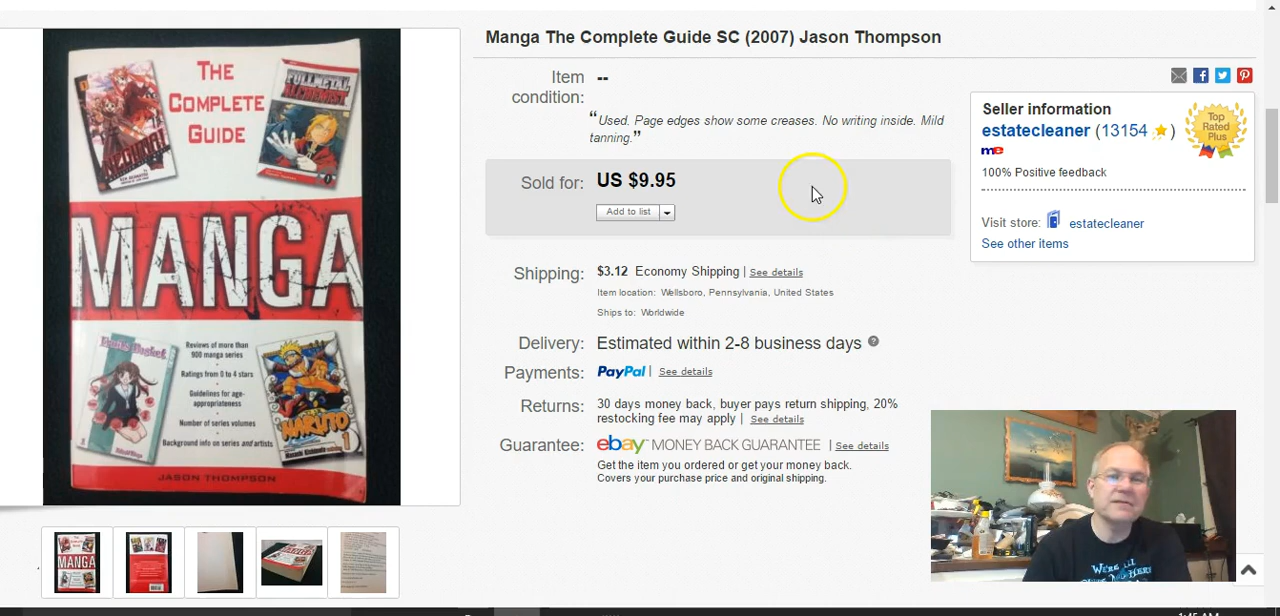 Manga The Complete Guide SC (2007) Jason Thompson
Item condition:
--
“Used. Page edges show some creases. No writing inside. Mild
tanning.”
Sold for:
US $9.95
Add to list
Shipping:
$3.12 Economy Shipping | See details
Item location: Wellsboro, Pennsylvania, United States
Ships to: Worldwide
Delivery:
Estimated within 2-8 business days
Payments:
PayPal | See details
Returns:
30 days money back, buyer pays return shipping, 20%
restocking fee may apply | See details
Guarantee:
ebay MONEY BACK GUARANTEE | See details
Get the item you ordered or get your money back.
Covers your purchase price and original shipping.
Seller information
estatecleaner (13154 )
me
100% Positive feedback
Top
Rated
Plus
Visit store: estatecleaner
See other items
THE
COMPLETE
GUIDE
FULLMETAL
ALCHEMIST
MANGA
Fruits Basket
Reviews of more than
900 manga series
Ratings from 0 to 4 stars
Guidelines for age-
appropriateness
Number of series volumes
Background info on series and artists
NARUTO
1
JASON THOMPSON
1:45 AM